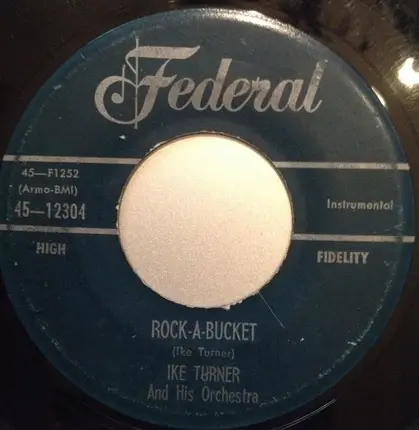 Federal
45—F1252
(Armo-BMI)
45—12304
Instrumental
HIGH
FIDELITY
ROCK-A-BUCKET
(Ike Turner)
IKE TURNER
And His Orchestra